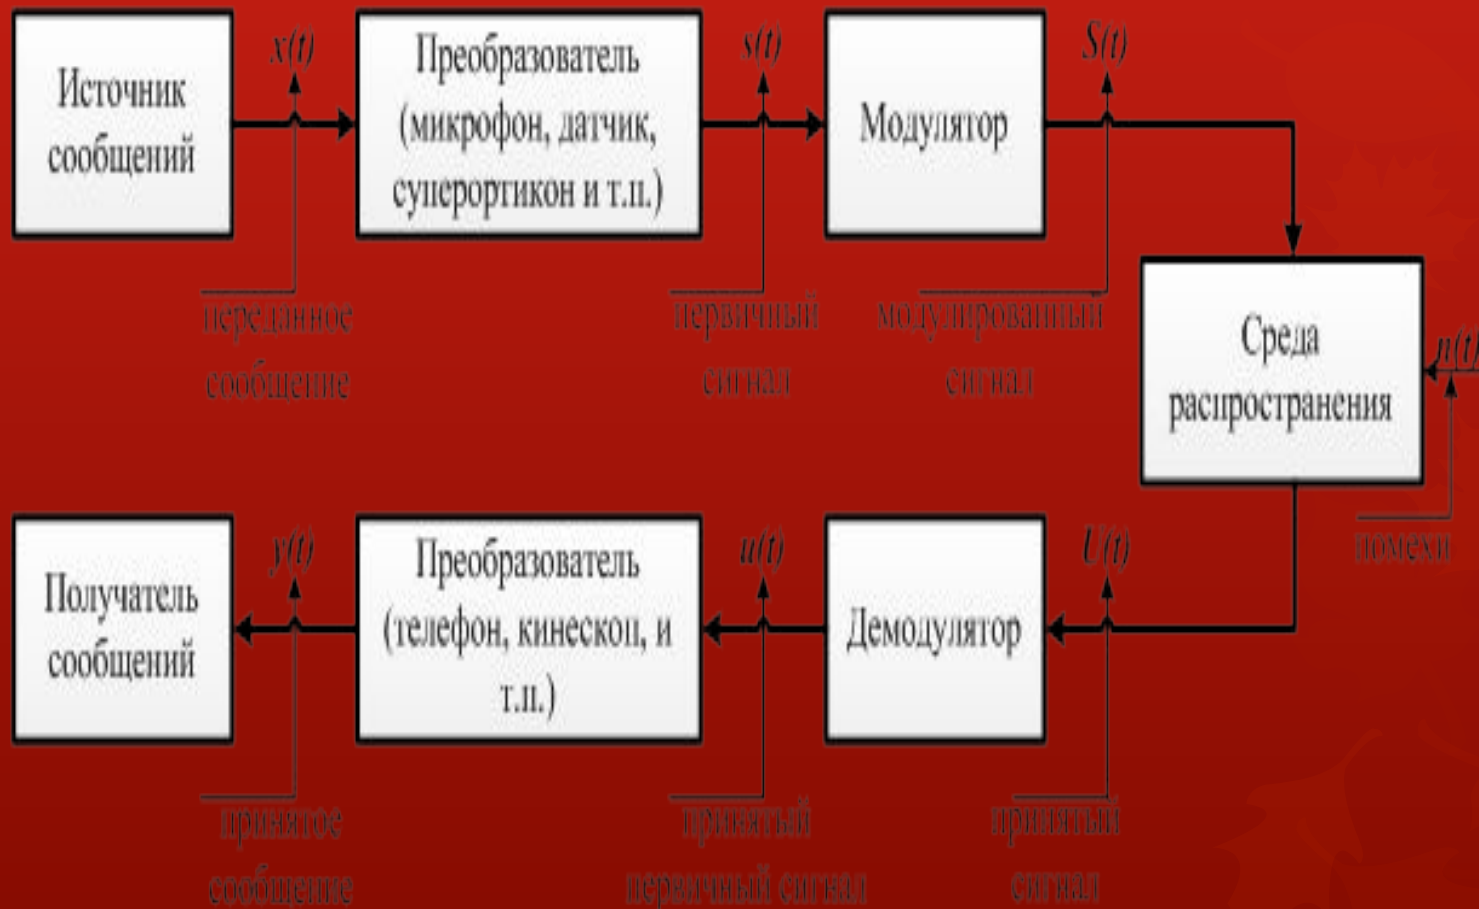 Источник
сообщений
x(t)
Преобразователь
(микрофон, датчик,
суперортикон и т.п.)
s(t)
Модулятор
S(t)
переданное
сообщение
первичный
сигнал
модулированный
сигнал
Среда
распространения
n(t)
помехи
Получатель
сообщений
y(t)
Преобразователь
(телефон, кинескоп, и
т.п.)
u(t)
Демодулятор
U(t)
принятое
сообщение
принятый
первичный сигнал
принятый
сигнал